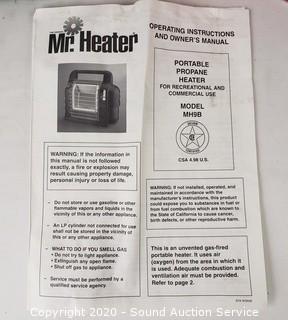 Mr. Heater
OPERATING INSTRUCTIONS
AND OWNER'S MANUAL
PORTABLE
PROPANE
HEATER
FOR RECREATIONAL AND
COMMERCIAL USE
MODEL
MH9B
CSA 4.98 U.S.
WARNING: If the information in
this manual is not followed
exactly, a fire or explosion may
result causing property damage,
personal injury or loss of life.
– Do not store or use gasoline or other
flammable vapors and liquids in the
vicinity of this or any other appliance.
– An LP cylinder not connected for use
shall not be stored in the vicinity of
this or any other appliance.
– WHAT TO DO IF YOU SMELL GAS
• Do not try to light appliance.
• Extinguish any open flame.
• Shut off gas to appliance.
– Service must be performed by a
qualified service agency.
WARNING: If not installed, operated, and
maintained in accordance with the
manufacturer's instructions, this product
could expose you to substances in fuel or
from fuel combustion which are known to
the State of California to cause cancer,
birth defects, or other reproductive harm.
This is an unvented gas-fired
portable heater. It uses air
(oxygen) from the area in which it
is used. Adequate combustion and
ventilation air must be provided.
Refer to page 2.
Copyright 2020 - Sound Auction Service